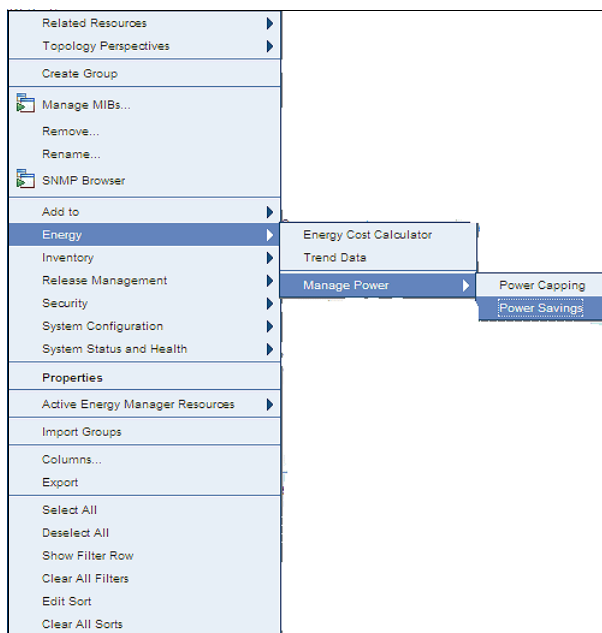 Related Resources
Topology Perspectives
Create Group
Manage MIBs...
Remove...
Rename...
SNMP Browser
Add to
Energy
Inventory
Release Management
Security
System Configuration
System Status and Health
Properties
Active Energy Manager Resources
Import Groups
Columns...
Export
Select All
Deselect All
Show Filter Row
Clear All Filters
Edit Sort
Clear All Sorts
Energy Cost Calculator
Trend Data
Manage Power
Power Capping
Power Savings